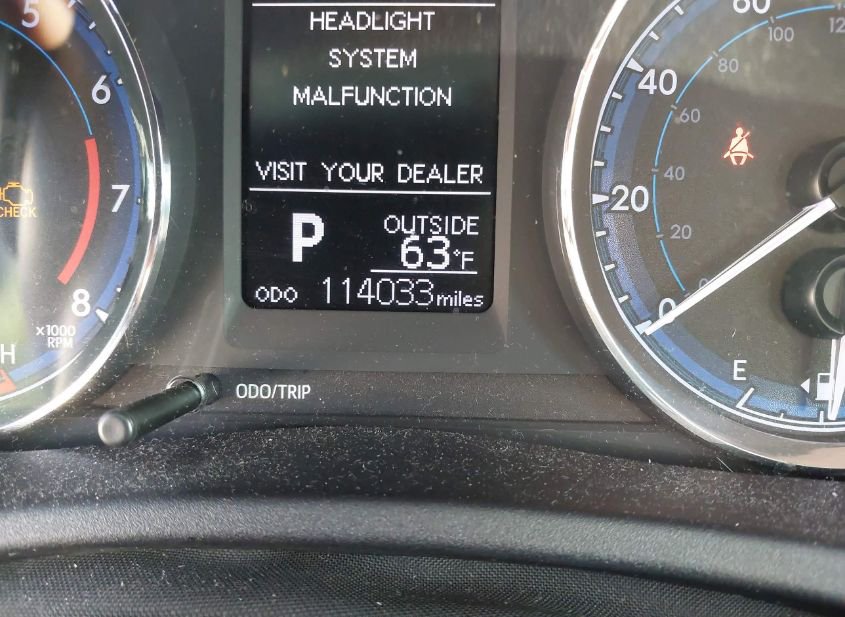 HEADLIGHT
SYSTEM
MALFUNCTION
VISIT YOUR DEALER
P
OUTSIDE
63°F
ODO 114033 miles
5
6
7
8
x1000
RPM
CHECK
H
ODO/TRIP
60
40
20
0
100
80
60
40
20
0
E